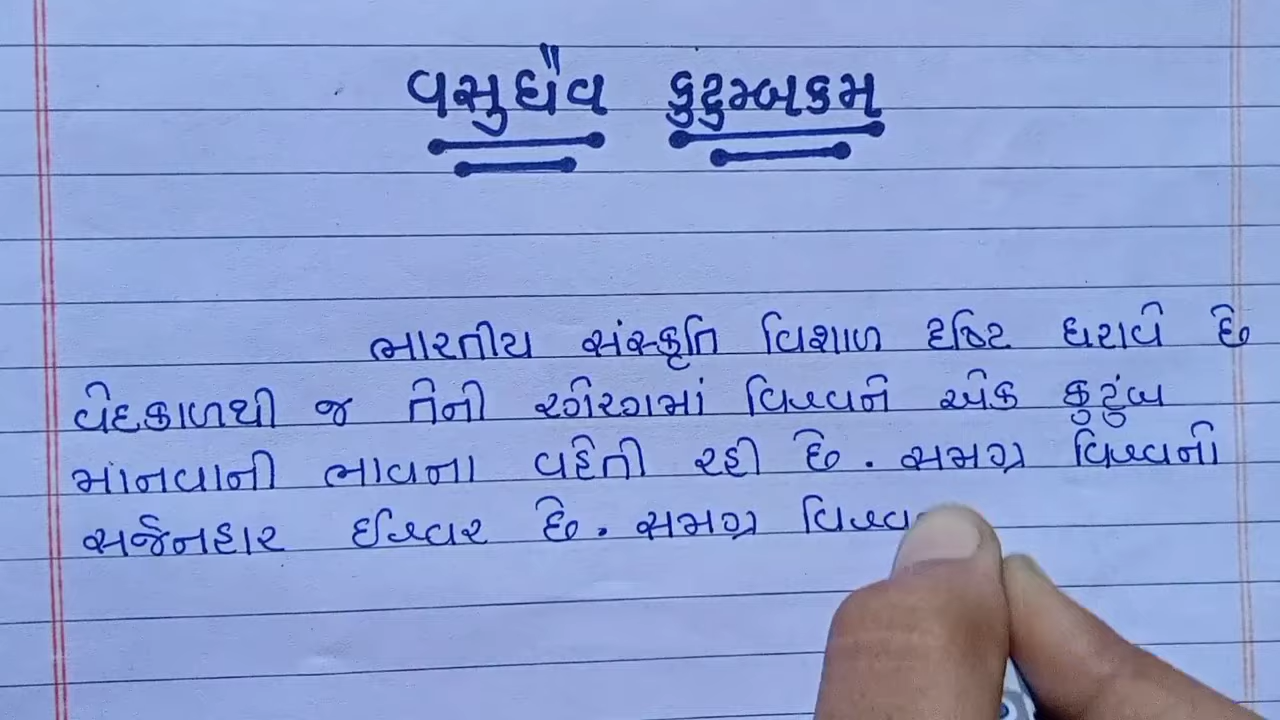 વસુધૈવ કુટુમ્બકમ
ભારતીય સંસ્કૃતિ વિશાળ દ્રષ્ટિ ધરાવે છે
વેદકાળથી જ તેની રગેરગમાં વિશ્વને એક કુટુંબ
માંનવાની ભાવના વહેતી રહી છે. સમગ્ર વિશ્વની
સર્જનહાર ઈશ્વર છે. સમગ્ર